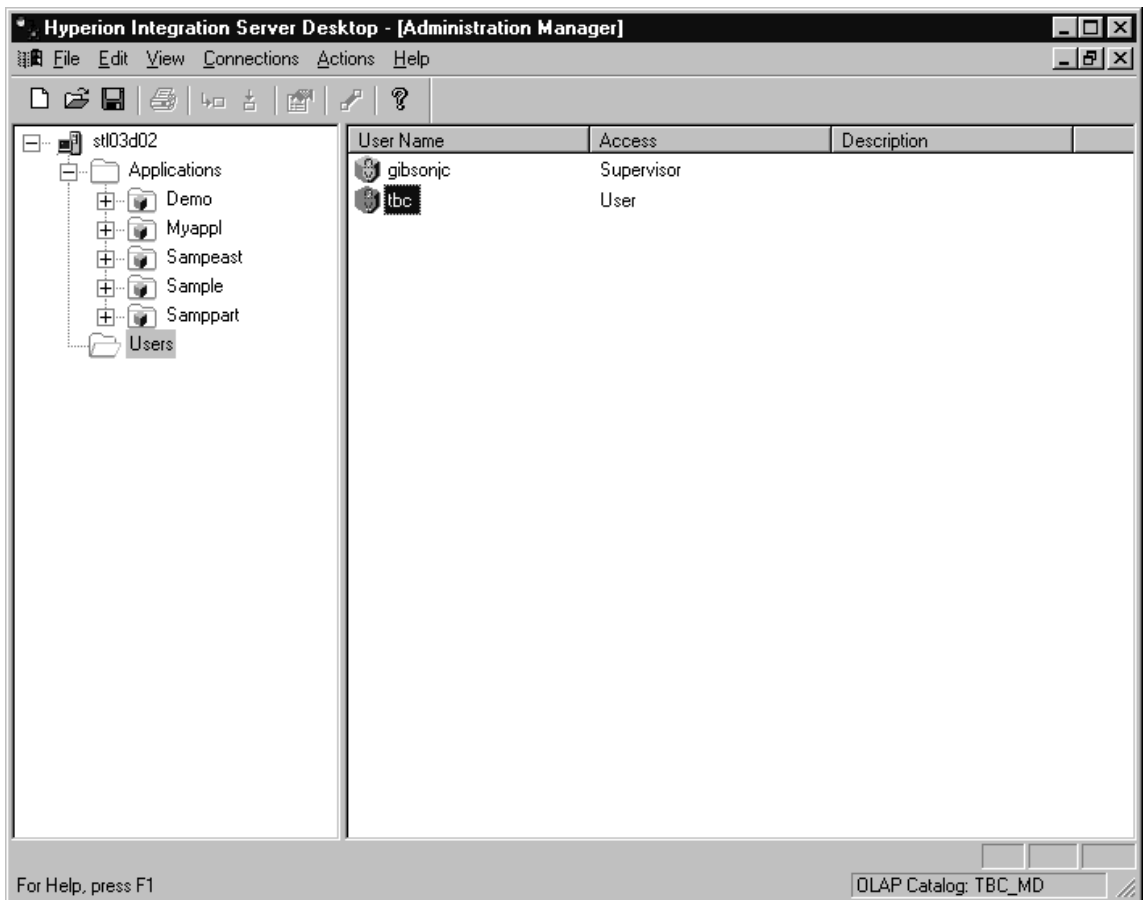 Hyperion Integration Server Desktop - [Administration Manager]
File Edit View Connections Actions Help
stl03d02
Applications
Demo
Myappl
Sampeast
Sample
Samppart
Users
User Name Access Description
gibsonjc Supervisor
tbc User
For Help, press F1
OLAP Catalog: TBC_MD